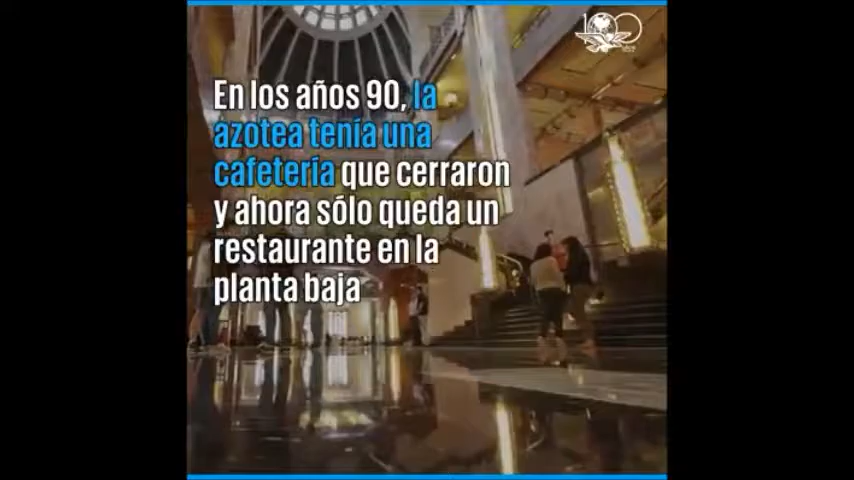 100
En los años 90, la
azotea tenía una
cafetería que cerraron
y ahora sólo queda un
restaurante en la
planta baja